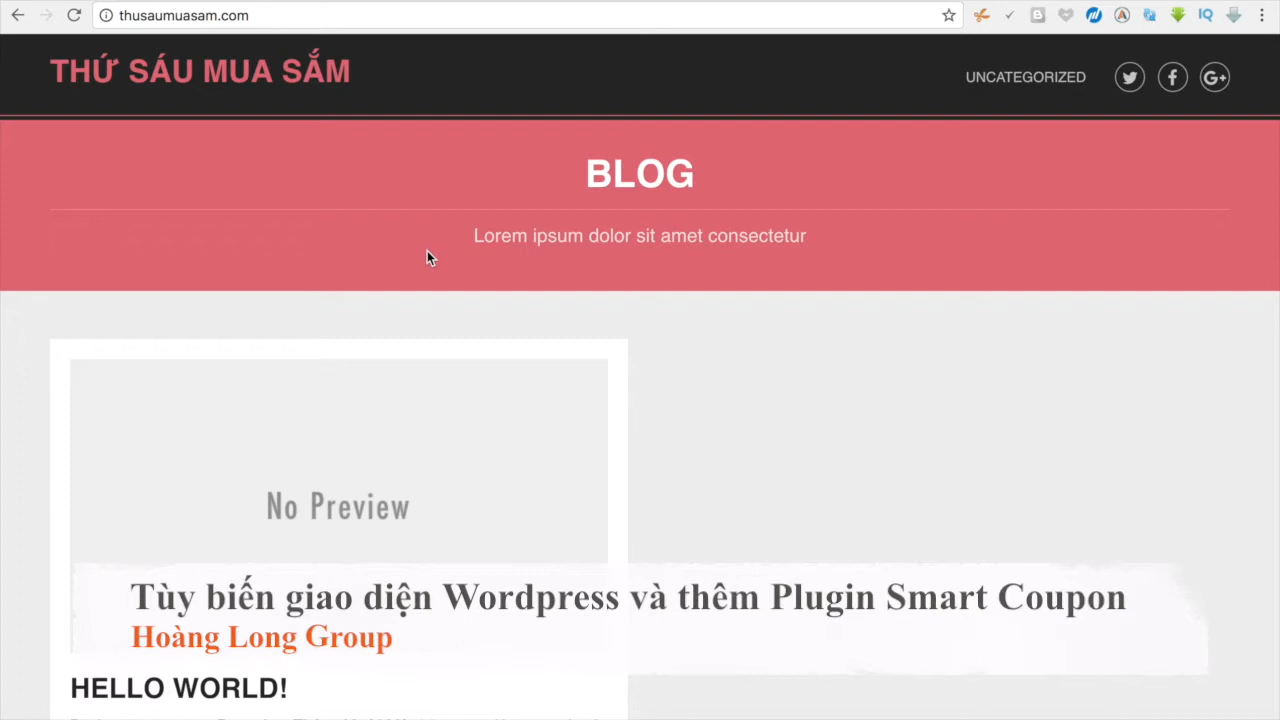 thusaumuasam.com
IQ
THỨ SÁU MUA SẮM
UNCATEGORIZED
BLOG
Lorem ipsum dolor sit amet consectetur
No Preview
Tùy biến giao diện Wordpress và thêm Plugin Smart Coupon
Hoàng Long Group
HELLO WORLD!